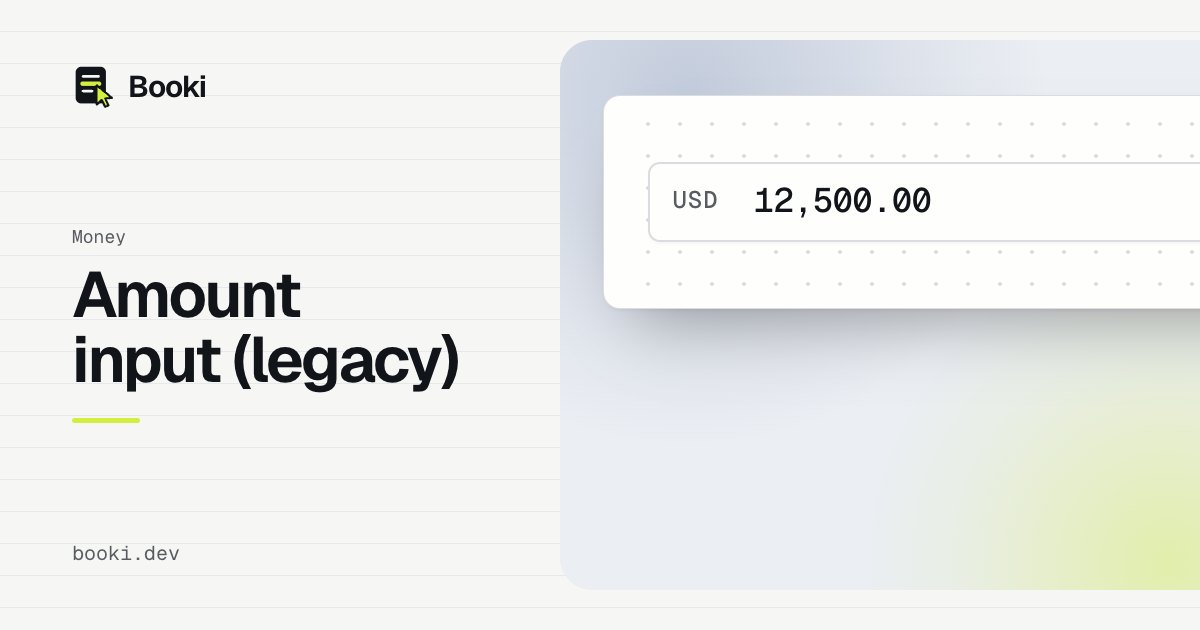 Booki
Money
Amount
input (legacy)
booki.dev
USD 12,500.00